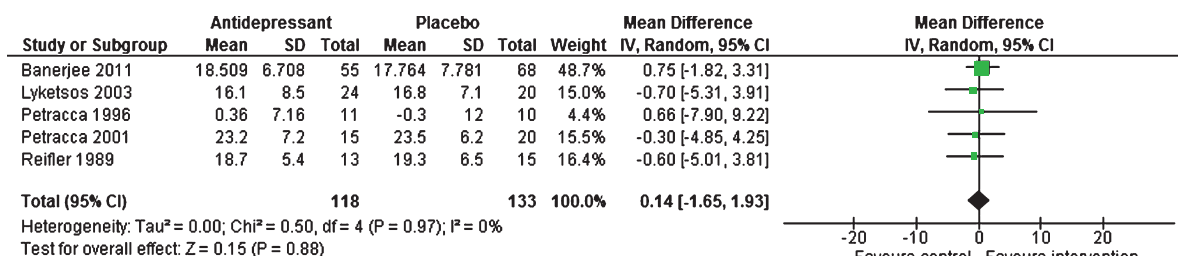 Antidepressant Placebo Mean Difference Mean Difference
Study or Subgroup Mean SD Total Mean SD Total Weight IV, Random, 95% CI IV, Random, 95% CI
Banerjee 2011 18.509 6.708 55 17.764 7.781 68 48.7% 0.75 [-1.82, 3.31]
Lyketsos 2003 16.1 8.5 24 16.8 7.1 20 15.0% -0.70 [-5.31, 3.91]
Petracca 1996 0.36 7.16 11 -0.3 12 10 4.4% 0.66 [-7.90, 9.22]
Petracca 2001 23.2 7.2 15 23.5 6.2 20 15.5% -0.30 [-4.85, 4.25]
Reifler 1989 18.7 5.4 13 19.3 6.5 15 16.4% -0.60 [-5.01, 3.81]
Total (95% CI) 118 133 100.0% 0.14 [-1.65, 1.93]
Heterogeneity: Tau² = 0.00; Chi² = 0.50, df = 4 (P = 0.97); I² = 0%
Test for overall effect: Z = 0.15 (P = 0.88)
-20 -10 0 10 20
Favours control Favours intervention